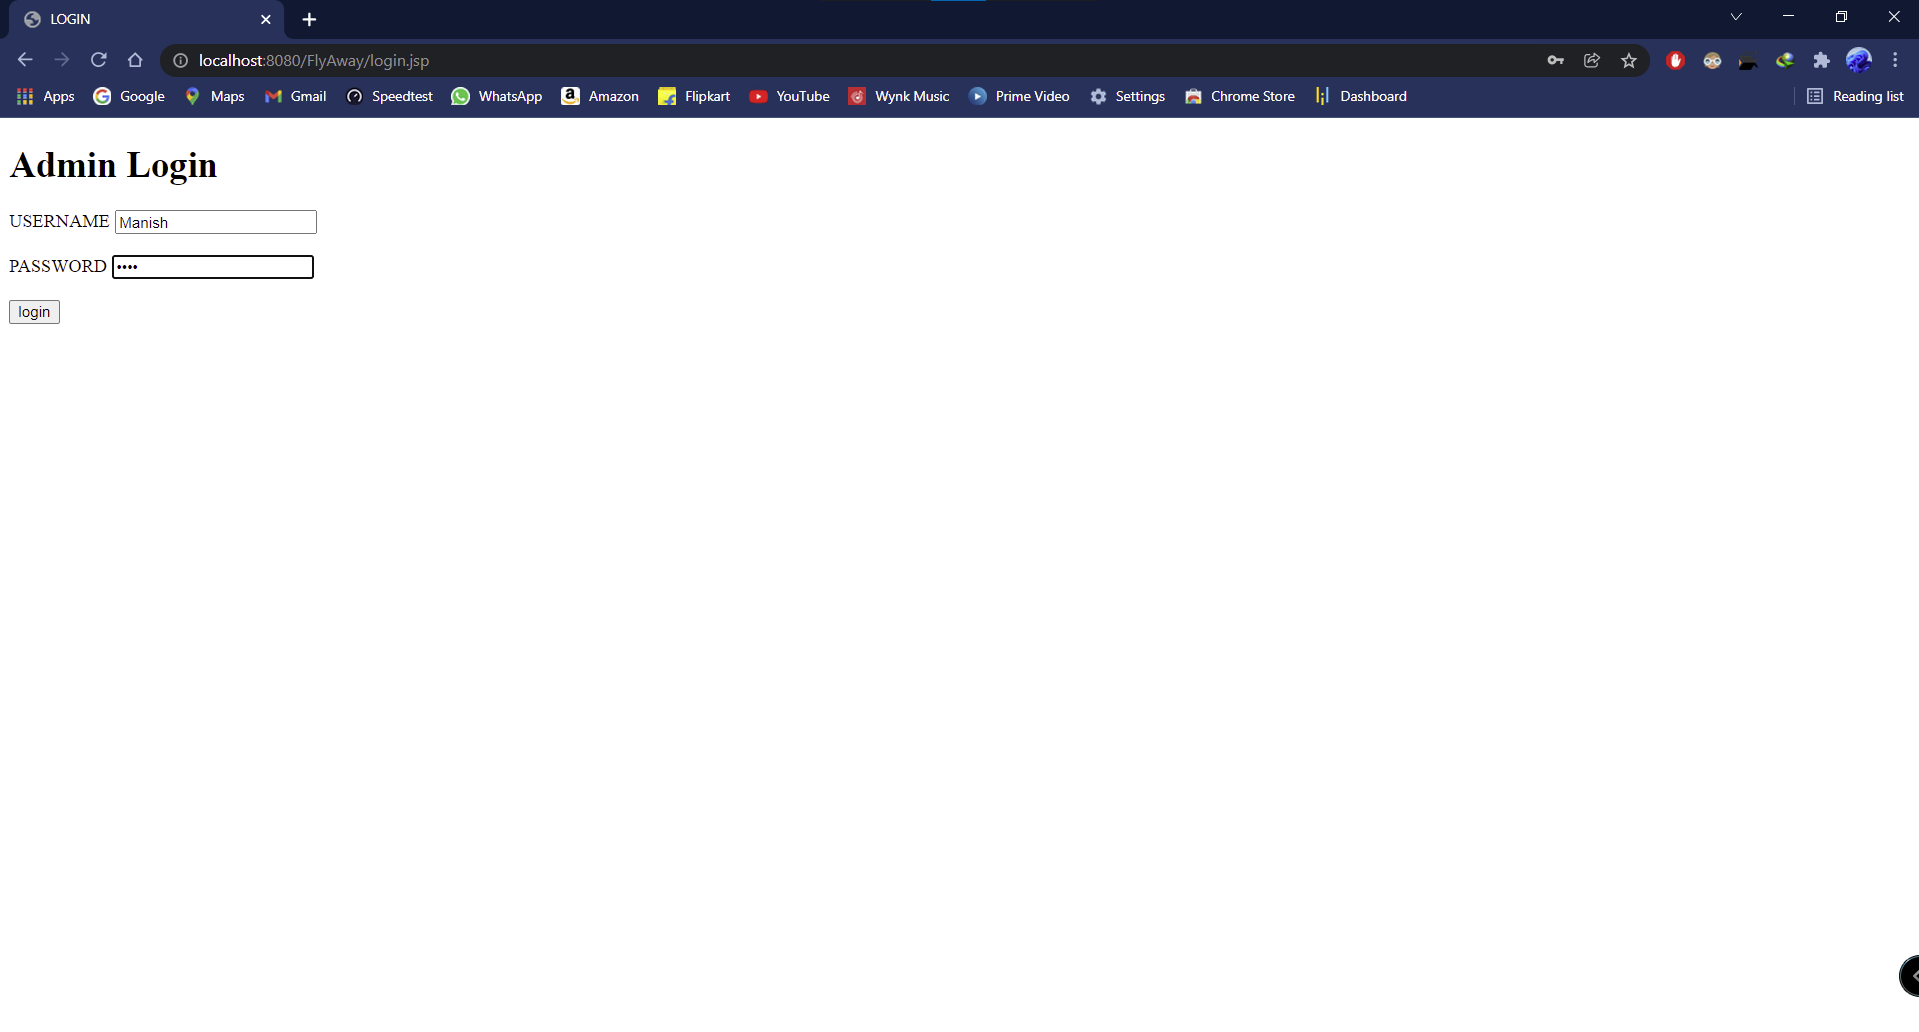 LOGIN
localhost:8080/FlyAway/login.jsp
Apps Google Maps Gmail Speedtest WhatsApp Amazon Flipkart YouTube Wynk Music Prime Video Settings Chrome Store Dashboard Reading list
Admin Login
USERNAME Manish
PASSWORD ••••
login